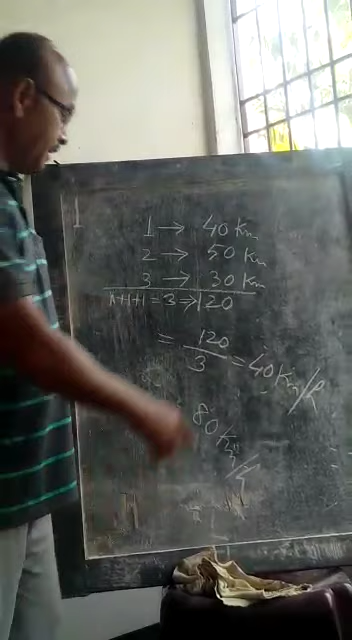 1 → 40 Km
2 → 50 Km
3 → 30 Km
1+1+1 = 3 → 120
= 120/3 = 40 Km/
80 Km/